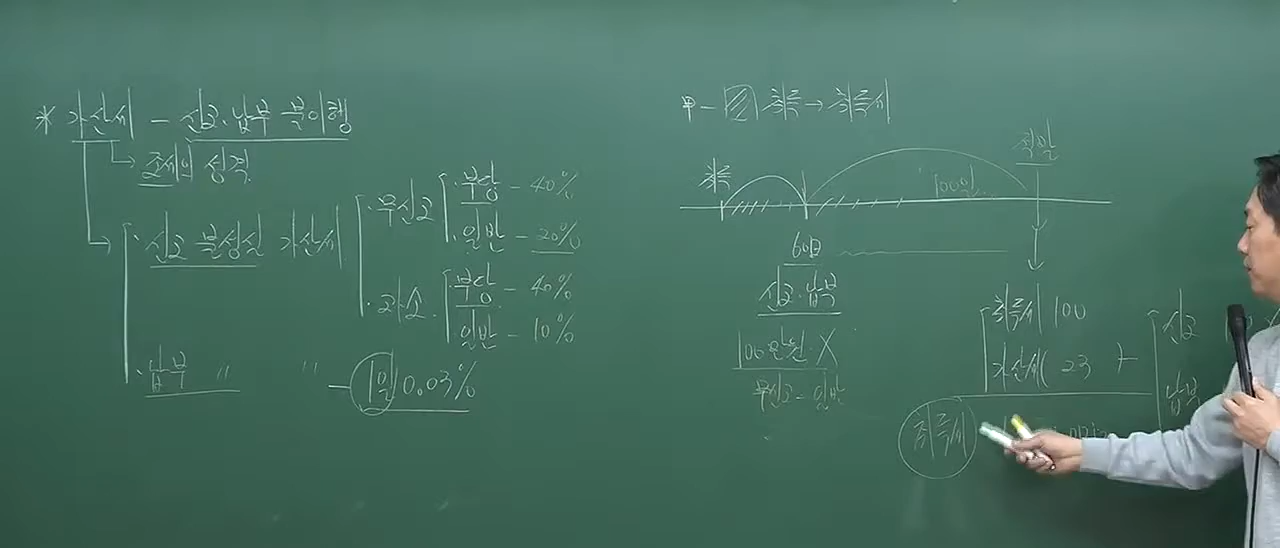 * 가산세 - 신고.납부 불이행
→ 존세의 성격
신고 불성실 가산세
· 무신고
· 부당 - 40%
일반 - 20%
· 과소
부당 - 40%
일반 - 10%
· 납부 " "
- 1일 0.03%
甲 - 취득 → 취득세
취득
적발
100일
60日
신고.납부
100만원 X
무신고 - 일반
취득세 100
가산세 23
신고
납부
취득세